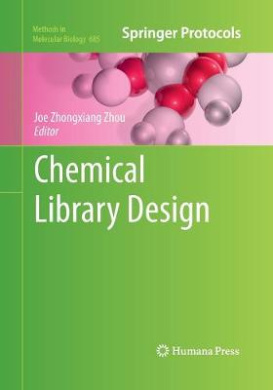 Methods in
Molecular Biology 685
Springer Protocols
Joe Zhongxiang Zhou
Editor
Chemical
Library Design
Humana Press